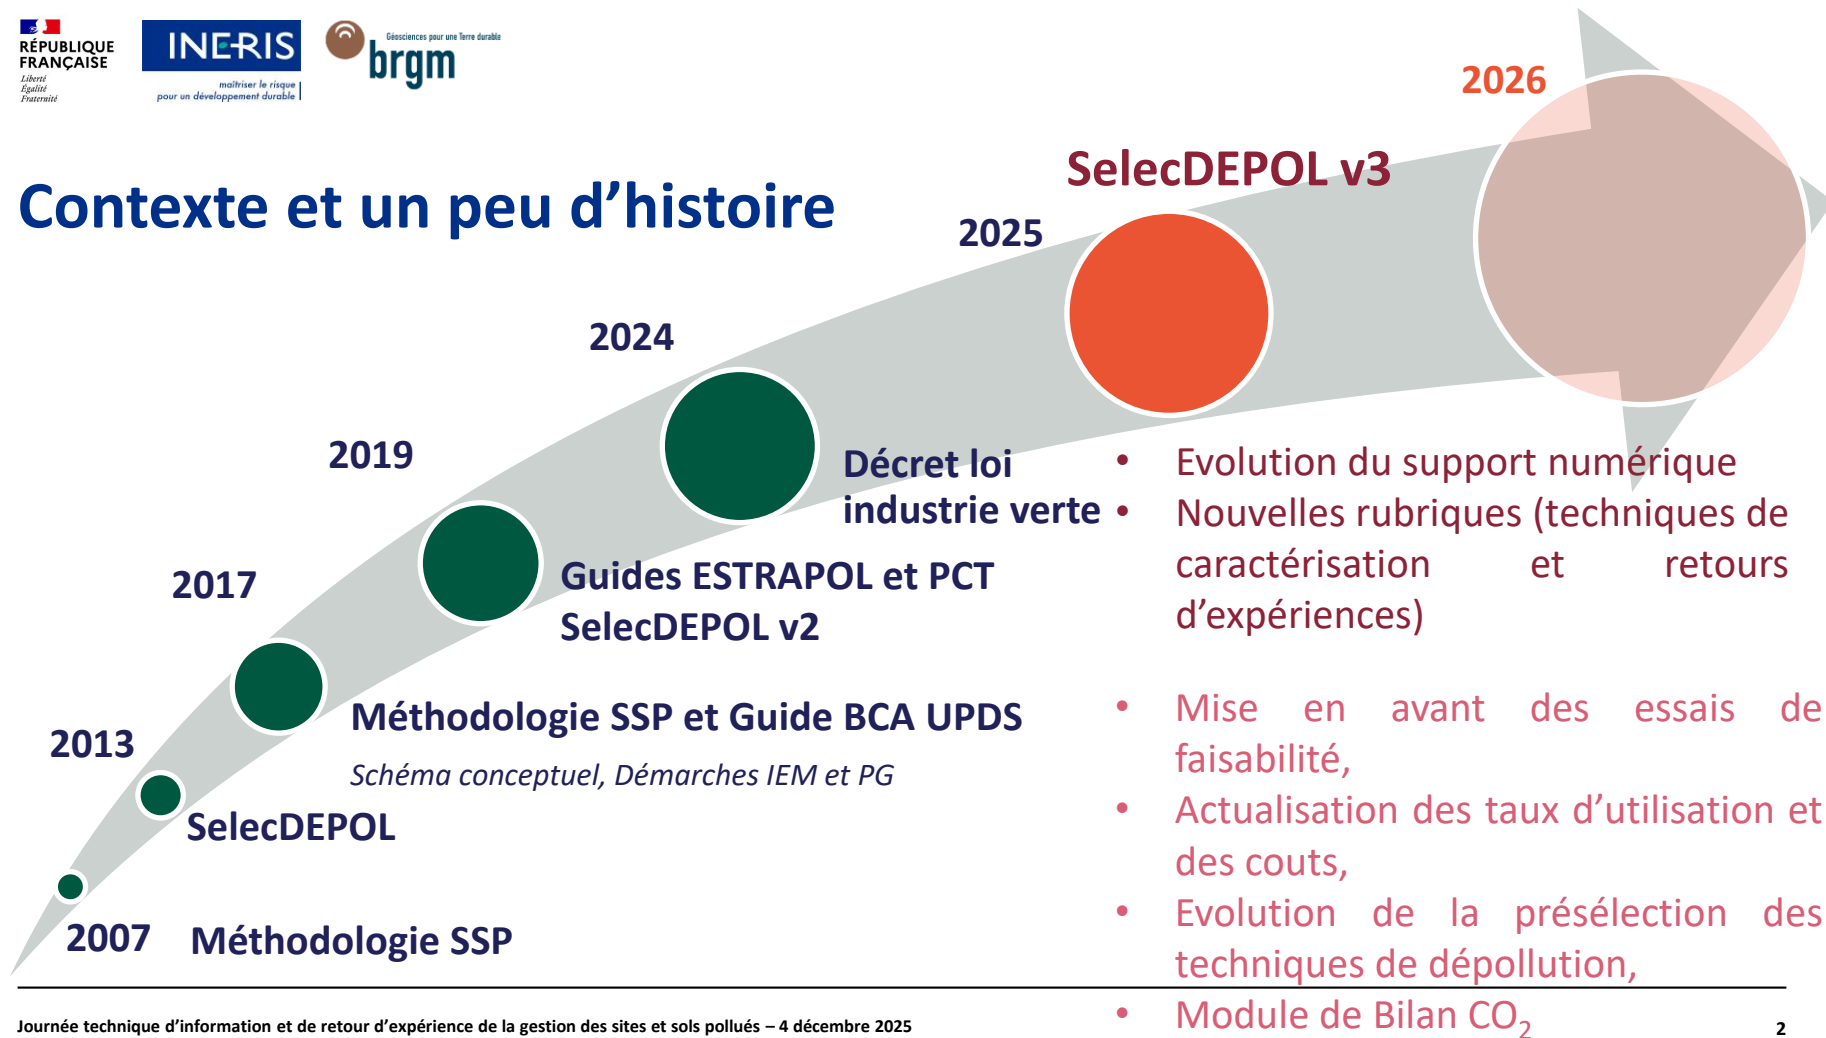 RÉPUBLIQUE
FRANÇAISE
Liberté
Égalité
Fraternité
INERIS
maîtriser le risque
pour un développement durable
Géosciences pour une Terre durable
brgm
Contexte et un peu d’histoire
2026
SelecDEPOL v3
2025
2024
2019
2017
2013
2007
Décret loi
industrie verte
Guides ESTRAPOL et PCT
SelecDEPOL v2
Méthodologie SSP et Guide BCA UPDS
Schéma conceptuel, Démarches IEM et PG
SelecDEPOL
Méthodologie SSP
• Evolution du support numérique
• Nouvelles rubriques (techniques de
caractérisation et retours
d’expériences)
• Mise en avant des essais de
faisabilité,
• Actualisation des taux d’utilisation et
des couts,
• Evolution de la présélection des
techniques de dépollution,
• Module de Bilan CO2
Journée technique d’information et de retour d’expérience de la gestion des sites et sols pollués – 4 décembre 2025
2